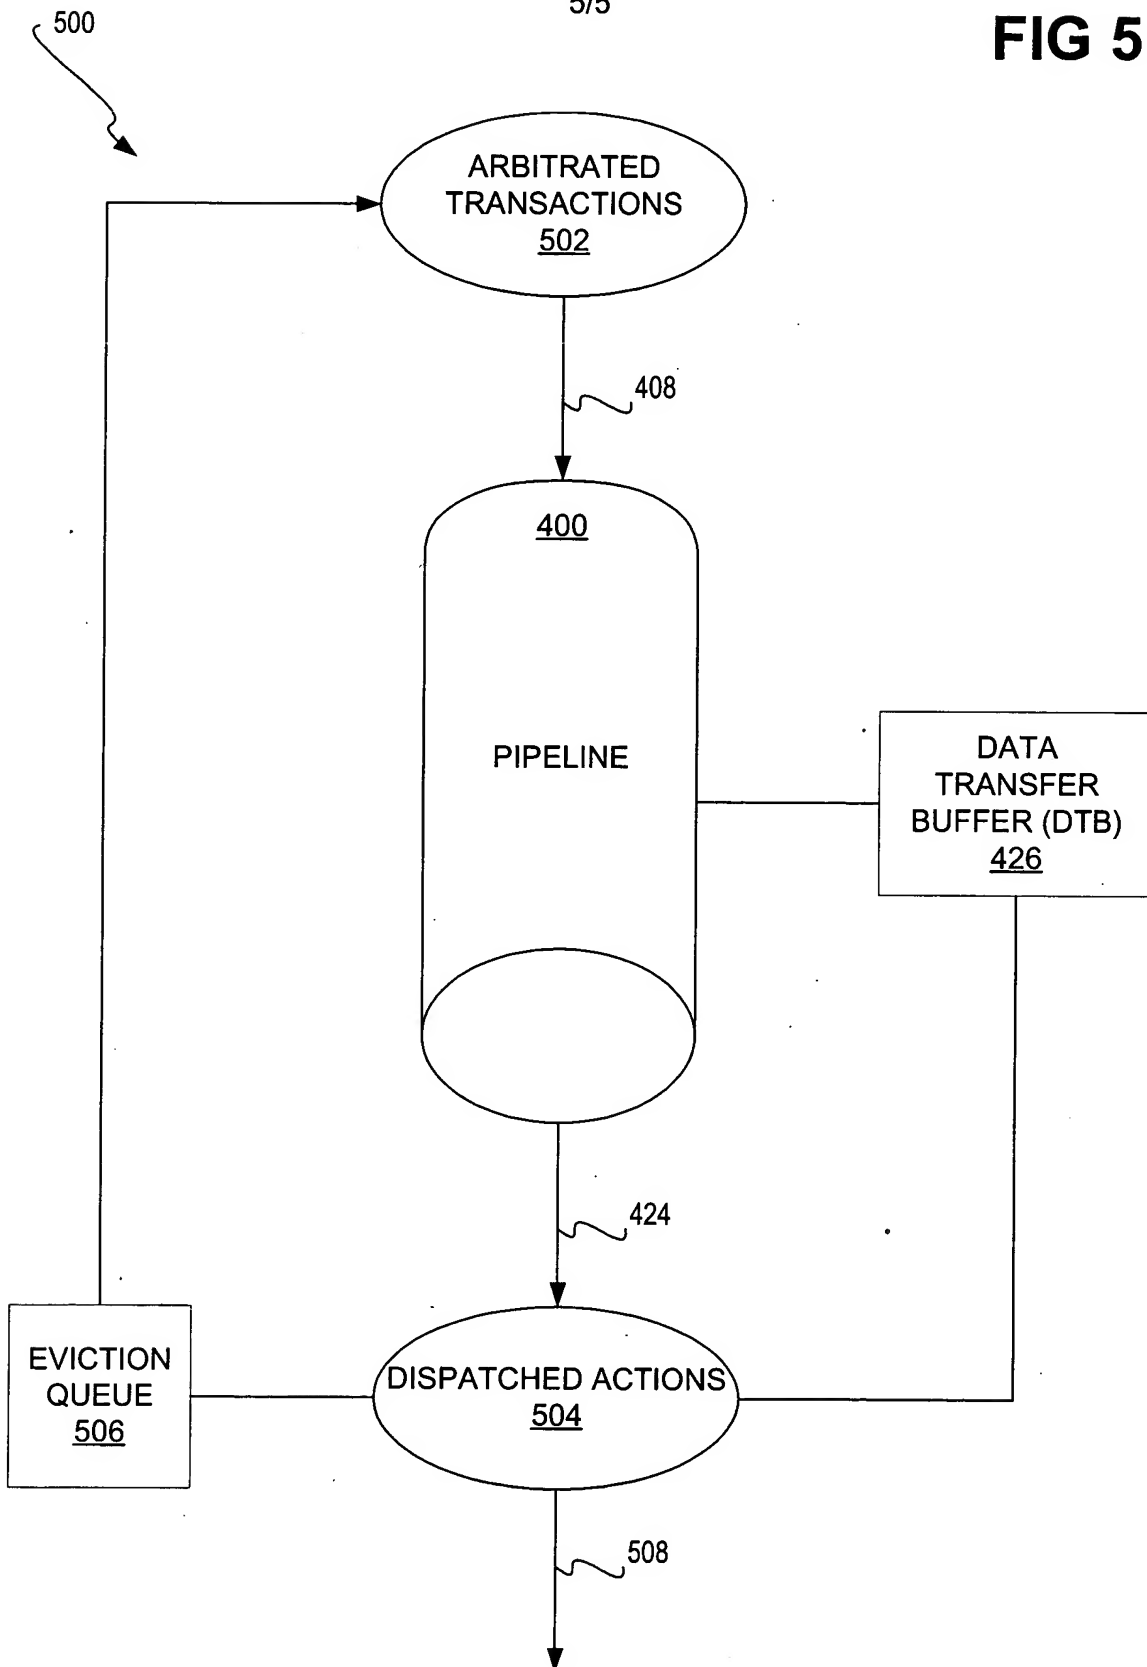 5/5
FIG 5
500
ARBITRATED
TRANSACTIONS
502
408
400
PIPELINE
DATA
TRANSFER
BUFFER (DTB)
426
424
EVICTION
QUEUE
506
DISPATCHED ACTIONS
504
508